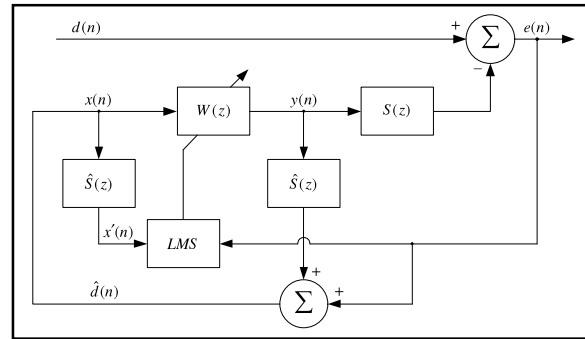 d(n)
+
Σ
e(n)
−
x(n)
W(z)
y(n)
S(z)
Ŝ(z)
Ŝ(z)
x′(n)
LMS
+
d̂(n)
Σ
+